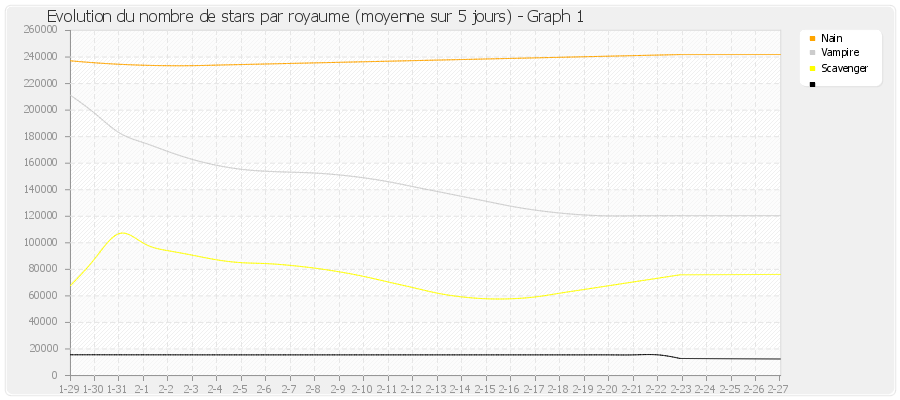 Evolution du nombre de stars par royaume (moyenne sur 5 jours) - Graph 1
260000
240000
220000
200000
180000
160000
140000
120000
100000
80000
60000
40000
20000
0
1-29 1-30 1-31 2-1 2-2 2-3 2-4 2-5 2-6 2-7 2-8 2-9 2-10 2-11 2-12 2-13 2-14 2-15 2-16 2-17 2-18 2-19 2-20 2-21 2-22 2-23 2-24 2-25 2-26 2-27
Nain
Vampire
Scavenger